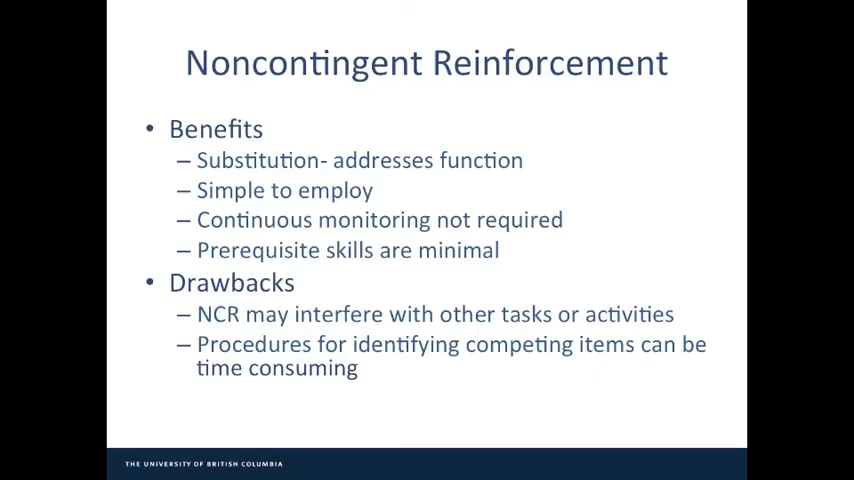 Noncontingent Reinforcement
• Benefits
– Substitution- addresses function
– Simple to employ
– Continuous monitoring not required
– Prerequisite skills are minimal
• Drawbacks
– NCR may interfere with other tasks or activities
– Procedures for identifying competing items can be
time consuming
THE UNIVERSITY OF BRITISH COLUMBIA